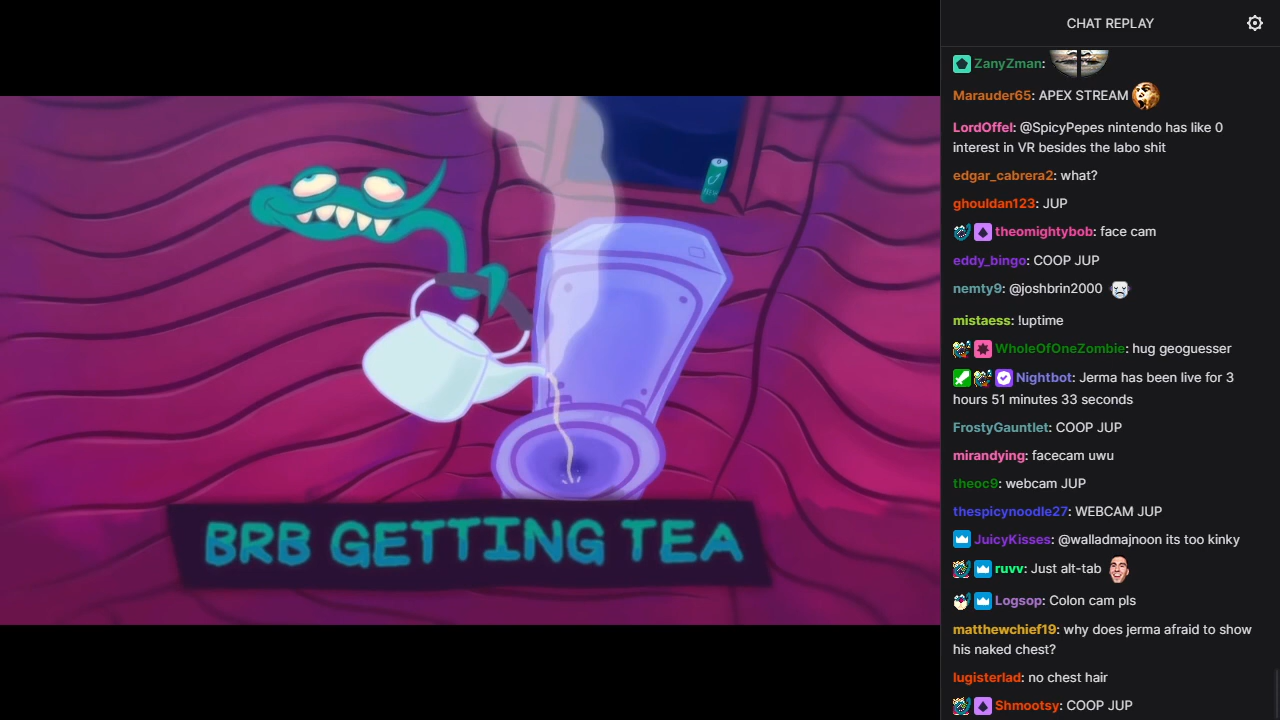 BRB GETTING TEA
CHAT REPLAY
ZanyZman:
Marauder65: APEX STREAM
LordOffel: @SpicyPepes nintendo has like 0
interest in VR besides the labo shit
edgar_cabrera2: what?
ghouldan123: JUP
theomightybob: face cam
eddy_bingo: COOP JUP
nemty9: @joshbrin2000
mistaess: !uptime
WholeOfOneZombie: hug geoguesser
Nightbot: Jerma has been live for 3
hours 51 minutes 33 seconds
FrostyGauntlet: COOP JUP
mirandying: facecam uwu
theoc9: webcam JUP
thespicynoodle27: WEBCAM JUP
JuicyKisses: @walladmajnoon its too kinky
ruvv: Just alt-tab
Logsop: Colon cam pls
matthewchief19: why does jerma afraid to show
his naked chest?
lugisterlad: no chest hair
Shmootsy: COOP JUP